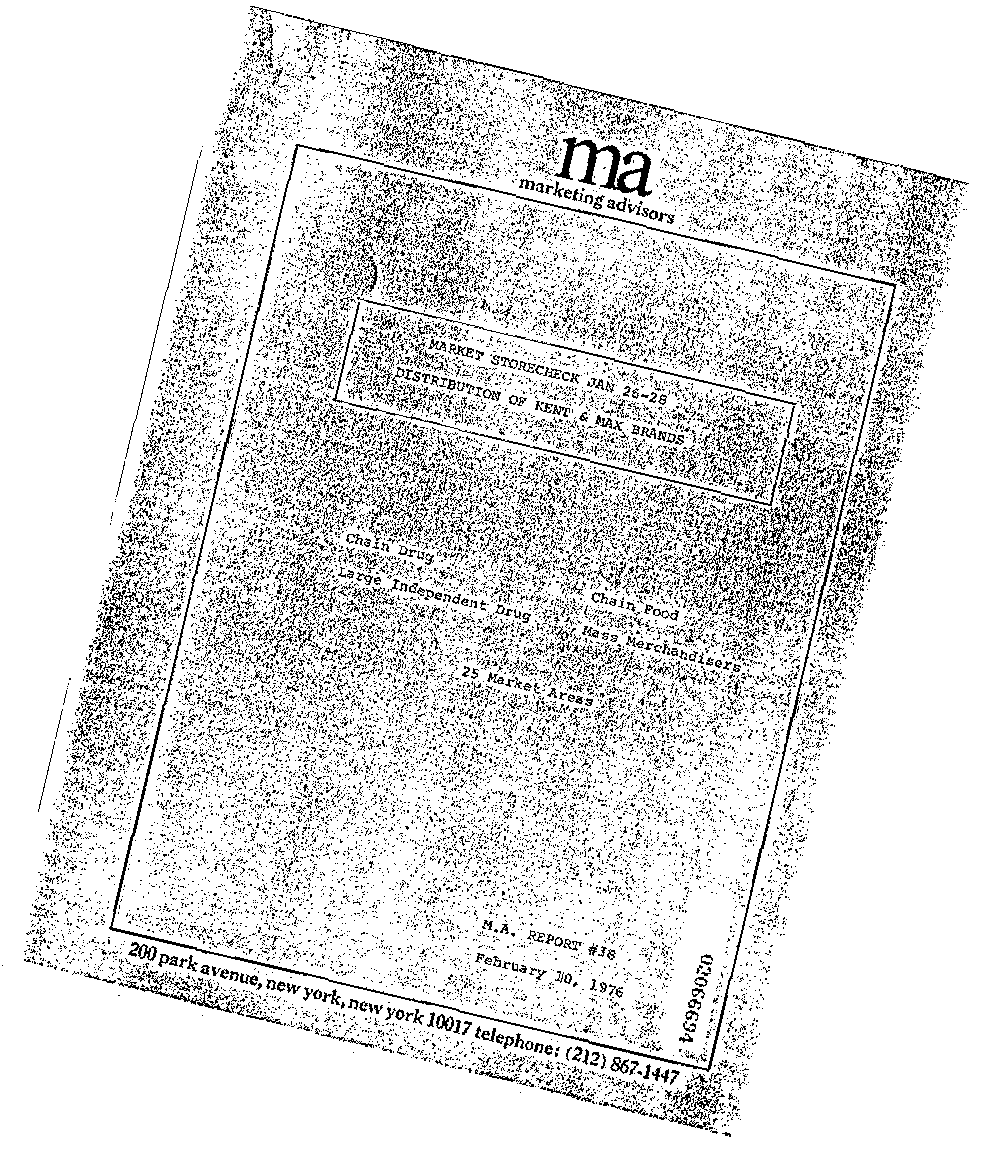 ma
marketing advisors
MARKET STORECHECK JAN 26-28
DISTRIBUTION OF KENT & MAX BRANDS
Chain Drug
Large Independent Drug
Chain Food
Mass Merchandisers
25 Market Areas
M.A. REPORT #38
February 10, 1976
03066694
200 park avenue, new york, new york 10017 telephone: (212) 867-1447